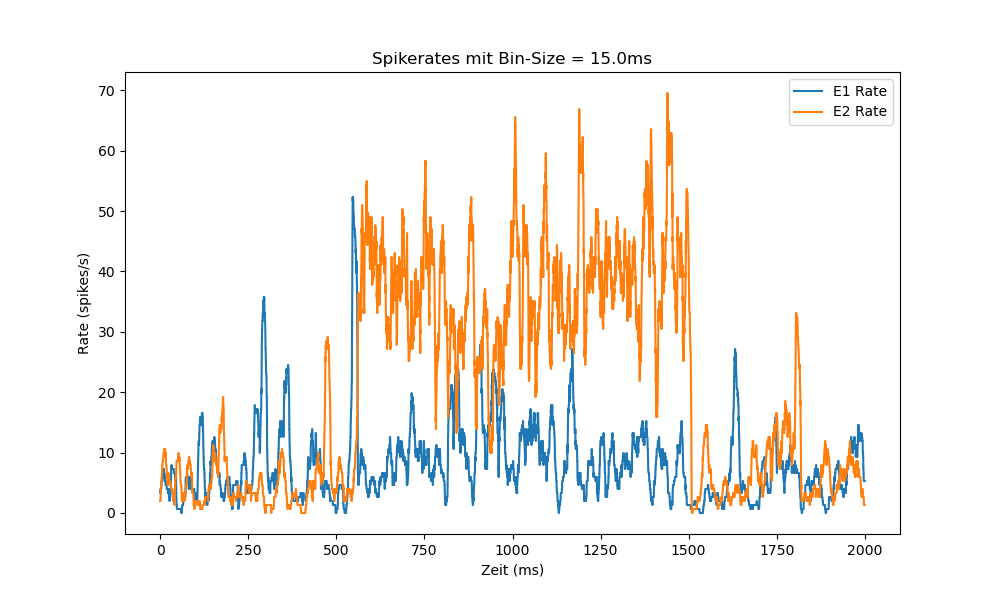 Spikerates mit Bin-Size = 15.0ms
E1 Rate
E2 Rate
Rate (spikes/s)
70
60
50
40
30
20
10
0
0 250 500 750 1000 1250 1500 1750 2000
Zeit (ms)